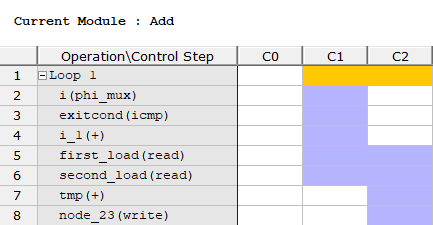 Current Module : Add
Operation\Control Step C0 C1 C2
1 Loop 1
2 i(phi_mux)
3 exitcond(icmp)
4 i_1(+)
5 first_load(read)
6 second_load(read)
7 tmp(+)
8 node_23(write)